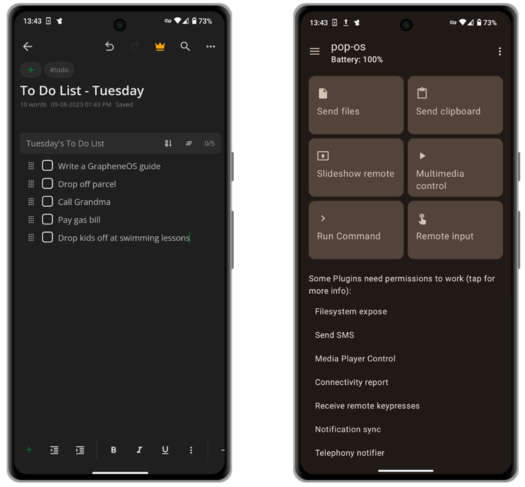 13:43
73%
#todo
To Do List - Tuesday
10 words 09-08-2023 01:43 PM Saved
Tuesday's To Do List
0/5
Write a GrapheneOS guide
Drop off parcel
Call Grandma
Pay gas bill
Drop kids off at swimming lessons
B I U
13:43
73%
pop-os
Battery: 100%
Send files
Send clipboard
Slideshow remote
Multimedia
control
Run Command
Remote input
Some Plugins need permissions to work (tap for
more info):
Filesystem expose
Send SMS
Media Player Control
Connectivity report
Receive remote keypresses
Notification sync
Telephony notifier